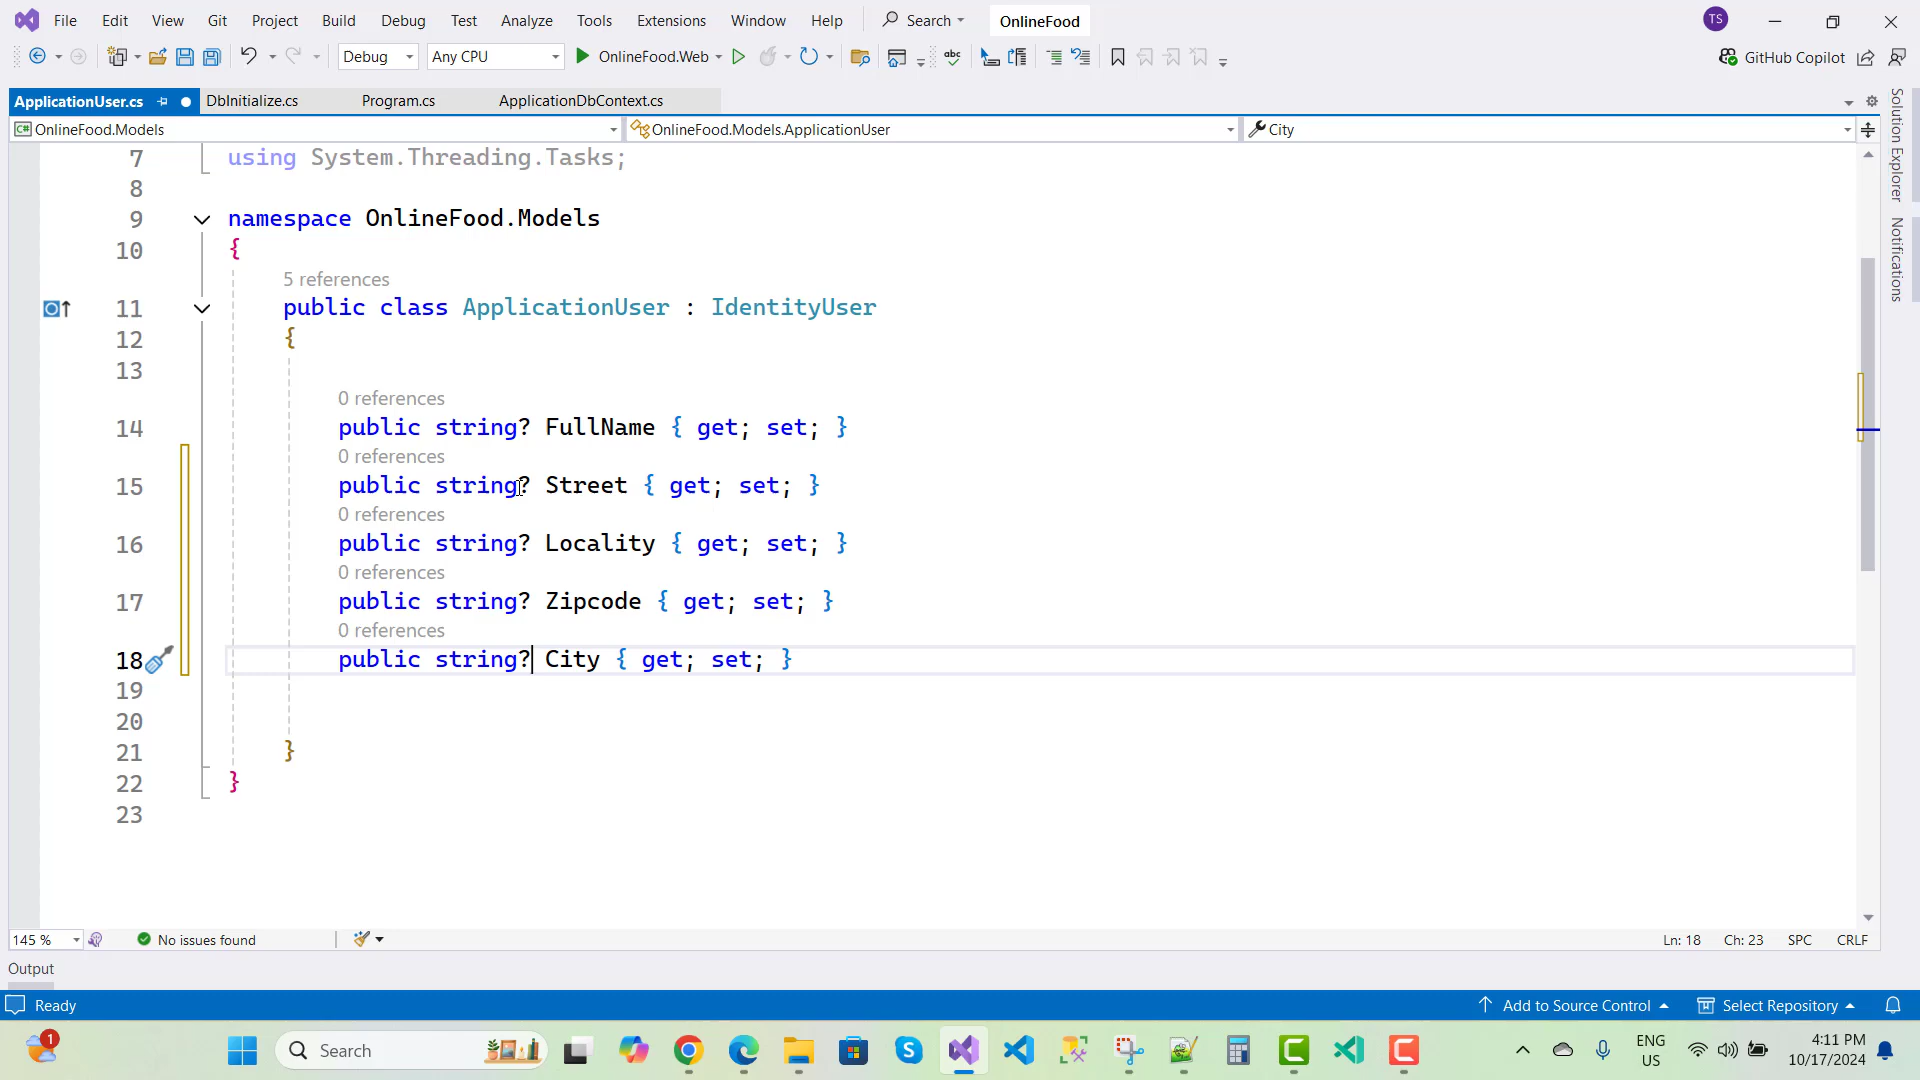 File Edit View Git Project Build Debug Test Analyze Tools Extensions Window Help Search OnlineFood TS
Debug Any CPU OnlineFood.Web abc GitHub Copilot
ApplicationUser.cs DbInitialize.cs Program.cs ApplicationDbContext.cs
C# OnlineFood.Models OnlineFood.Models.ApplicationUser City
Solution Explorer
Notifications
7 using System.Threading.Tasks;
8
9 namespace OnlineFood.Models
10 {
5 references
11 public class ApplicationUser : IdentityUser
12 {
13
0 references
14 public string? FullName { get; set; }
0 references
15 public string? Street { get; set; }
0 references
16 public string? Locality { get; set; }
0 references
17 public string? Zipcode { get; set; }
0 references
18 public string? City { get; set; }
19
20
21 }
22 }
23
145 % No issues found Ln: 18 Ch: 23 SPC CRLF
Output
Ready Add to Source Control Select Repository
1 Search ENG US 4:11 PM 10/17/2024